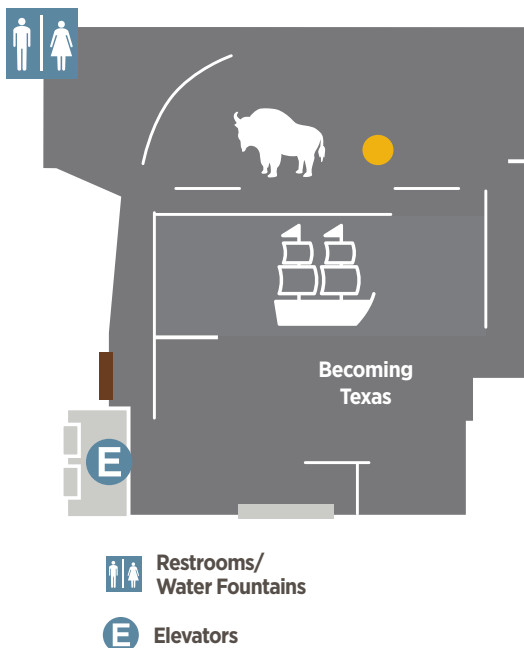 Becoming
Texas
E
Restrooms/
Water Fountains
E
Elevators